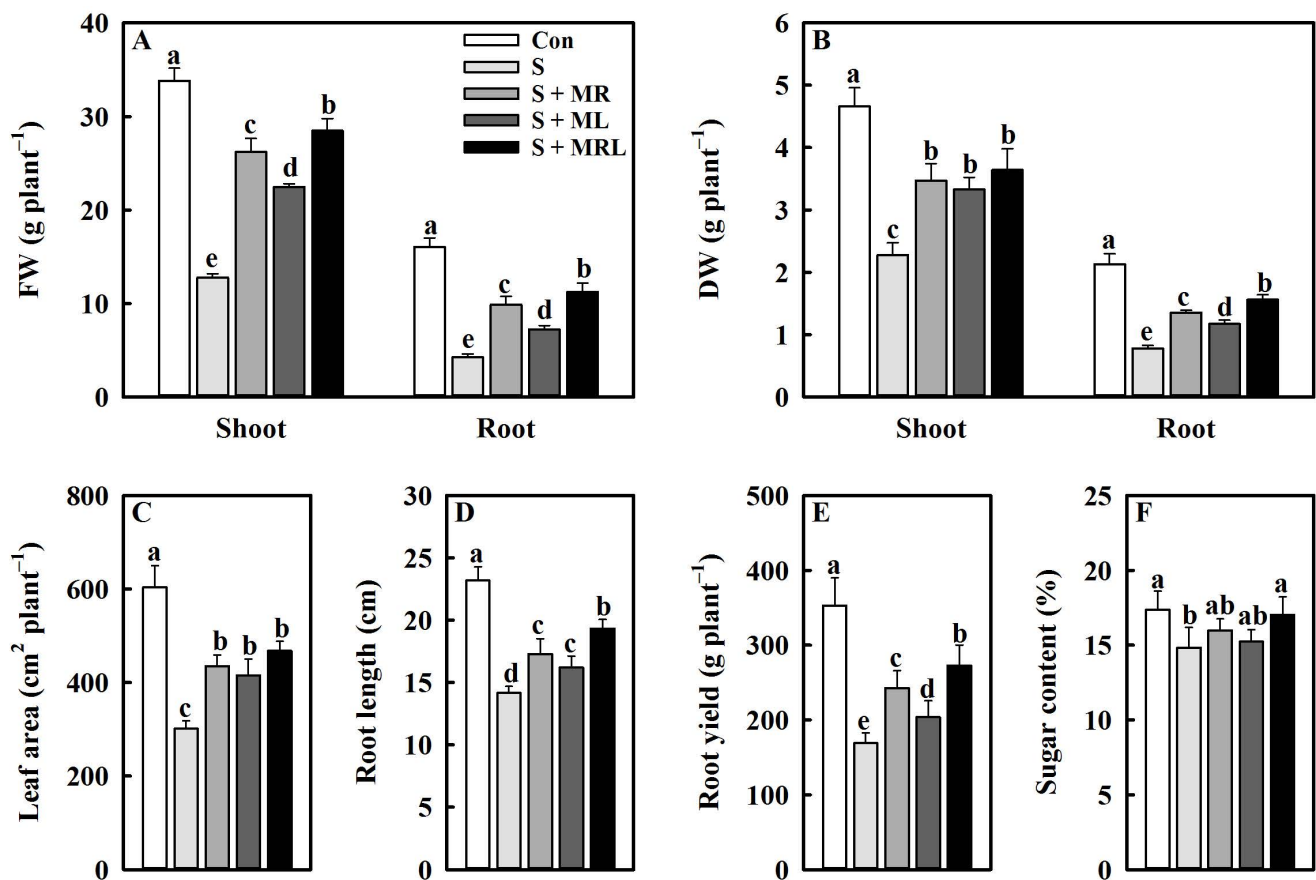 A
Con
S
S + MR
S + ML
S + MRL
FW (g plant⁻¹)
40
30
20
10
0
a
e
c
d
b
a
e
c
d
b
Shoot
Root
B
DW (g plant⁻¹)
6
5
4
3
2
1
0
a
c
b
b
b
a
e
c
d
b
Shoot
Root
C
Leaf area (cm² plant⁻¹)
800
600
400
200
0
a
c
b
b
b
D
Root length (cm)
30
25
20
15
10
5
0
a
d
c
c
b
E
Root yield (g plant⁻¹)
500
400
300
200
100
0
a
e
c
d
b
F
Sugar content (%)
25
20
15
10
5
0
a
b
ab
ab
a